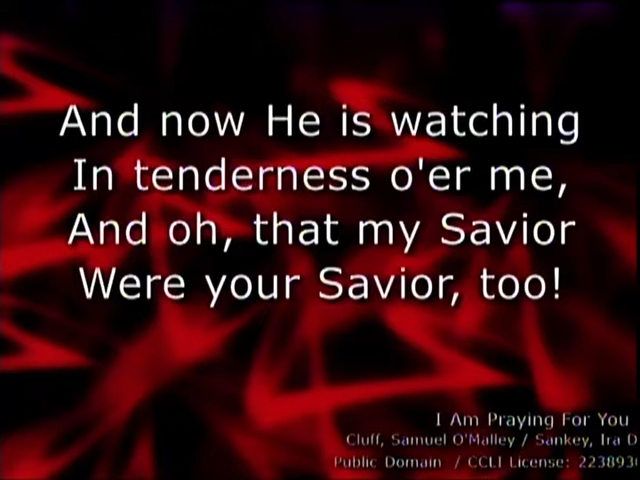 And now He is watching
In tenderness o'er me,
And oh, that my Savior
Were your Savior, too!
I Am Praying For You
Cluff, Samuel O'Malley / Sankey, Ira D
Public Domain / CCLI License: 223893